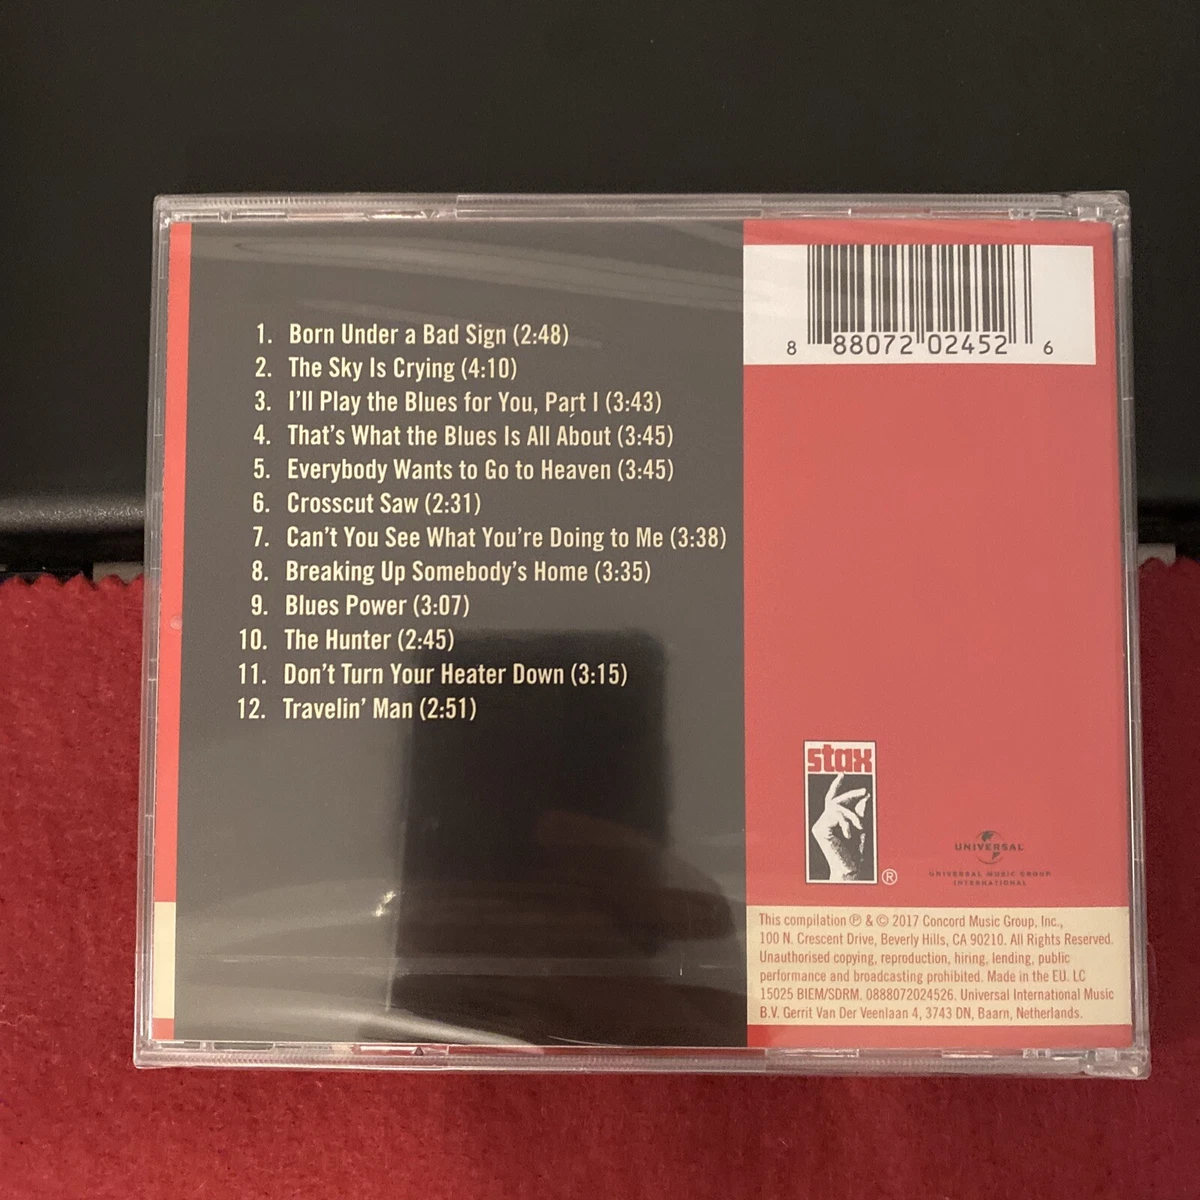 1. Born Under a Bad Sign (2:48)
2. The Sky Is Crying (4:10)
3. I'll Play the Blues for You, Part I (3:43)
4. That's What the Blues Is All About (3:45)
5. Everybody Wants to Go to Heaven (3:45)
6. Crosscut Saw (2:31)
7. Can't You See What You're Doing to Me (3:38)
8. Breaking Up Somebody's Home (3:35)
9. Blues Power (3:07)
10. The Hunter (2:45)
11. Don't Turn Your Heater Down (3:15)
12. Travelin' Man (2:51)
8 88072 02452 6
stax
®
UNIVERSAL
UNIVERSAL MUSIC GROUP
INTERNATIONAL
This compilation ℗ & © 2017 Concord Music Group, Inc.,
100 N. Crescent Drive, Beverly Hills, CA 90210. All Rights Reserved.
Unauthorised copying, reproduction, hiring, lending, public
performance and broadcasting prohibited. Made in the EU. LC
15025 BIEM/SDRM. 0888072024526. Universal International Music
B.V. Gerrit Van Der Veenlaan 4, 3743 DN, Baarn, Netherlands.